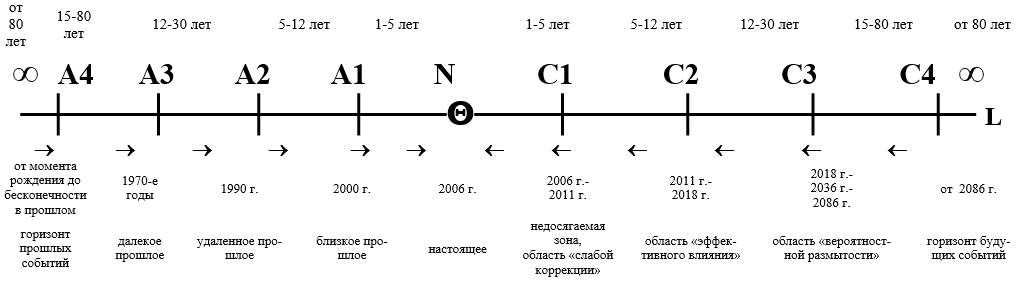 от
80
лет
15-80
лет
12-30 лет
5-12 лет
1-5 лет
1-5 лет
5-12 лет
12-30 лет
15-80 лет
от 80 лет
∞ A4 A3 A2 A1 N C1 C2 C3 C4 ∞
Θ
L
→ → → → → ← ← ← ← ←
от момента
рождения до
бесконечности
в прошлом
1970-е
годы
1990 г.
2000 г.
2006 г.
2006 г.-
2011 г.
2011 г.-
2018 г.
2018 г.-
2036 г.-
2086 г.
от 2086 г.
горизонт
прошлых
событий
далекое
прошлое
удаленное про-
шлое
близкое про-
шлое
настоящее
недосягаемая
зона,
область «слабой
коррекции»
область «эффек-
тивного влияния»
область «вероятност-
ной размытости»
горизонт буду-
щих событий